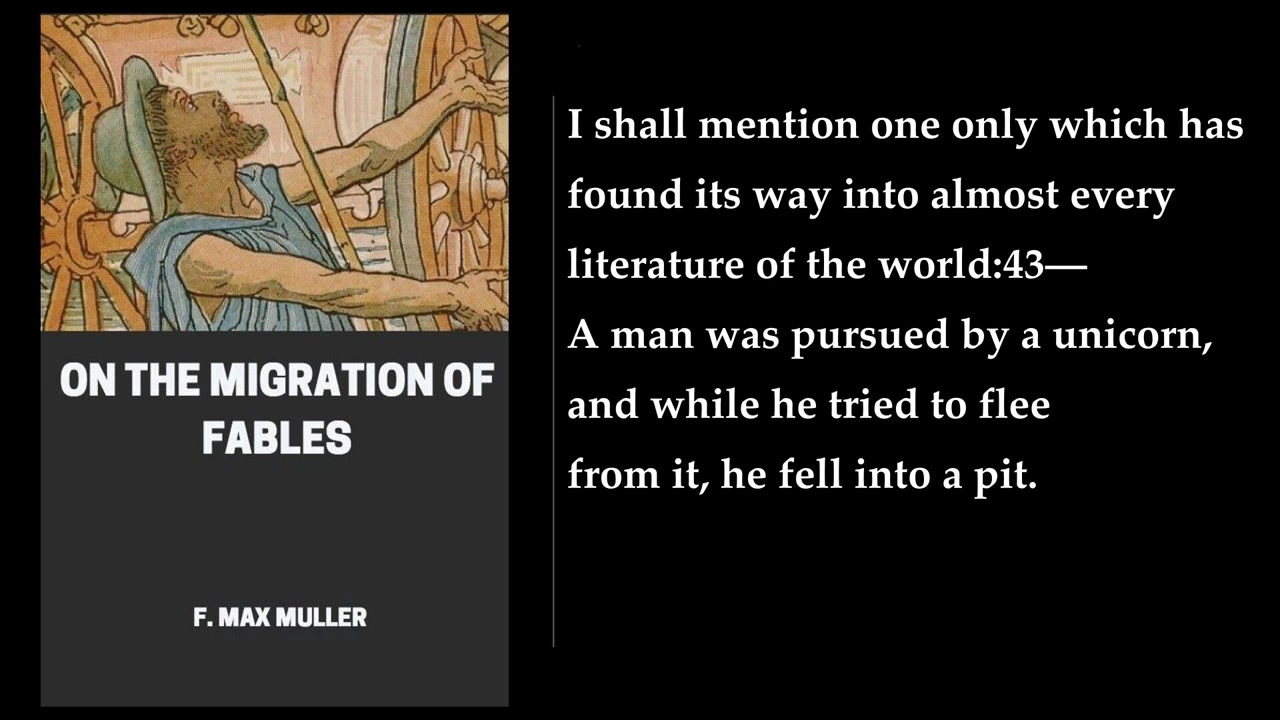 ON THE MIGRATION OF
FABLES
F. MAX MULLER
I shall mention one only which has
found its way into almost every
literature of the world:43—
A man was pursued by a unicorn,
and while he tried to flee
from it, he fell into a pit.